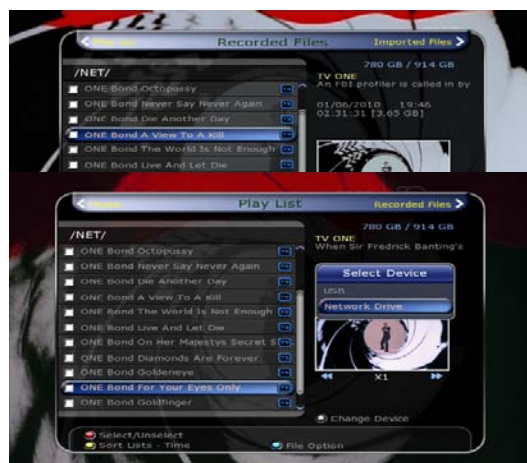 Recorded Files
Imported Files >
780 GB / 914 GB
/NET/
TV ONE
An FBI profiler is called in by
ONE Bond Octopussy
ONE Bond Never Say Never Again
01/06/2010 19:46
02:31:31 [3.65 GB]
ONE Bond Die Another Day
ONE Bond A View To A Kill
ONE Bond The World Is Not Enough
ONE Bond Live And Let Die
Play List
Recorded Files >
780 GB / 914 GB
/NET/
TV ONE
When Sir Fredrick Banting's
ONE Bond Octopussy
ONE Bond Never Say Never Again
ONE Bond Die Another Day
ONE Bond A View To A Kill
ONE Bond The World Is Not Enough
ONE Bond Live And Let Die
ONE Bond On Her Majestys Secret S
ONE Bond Diamonds Are Forever
ONE Bond Goldeneye
ONE Bond For Your Eyes Only
ONE Bond Goldfinger
Select Device
USB
Network Drive
X1
Change Device
Select/Unselect
Sort Lists - Time
File Option